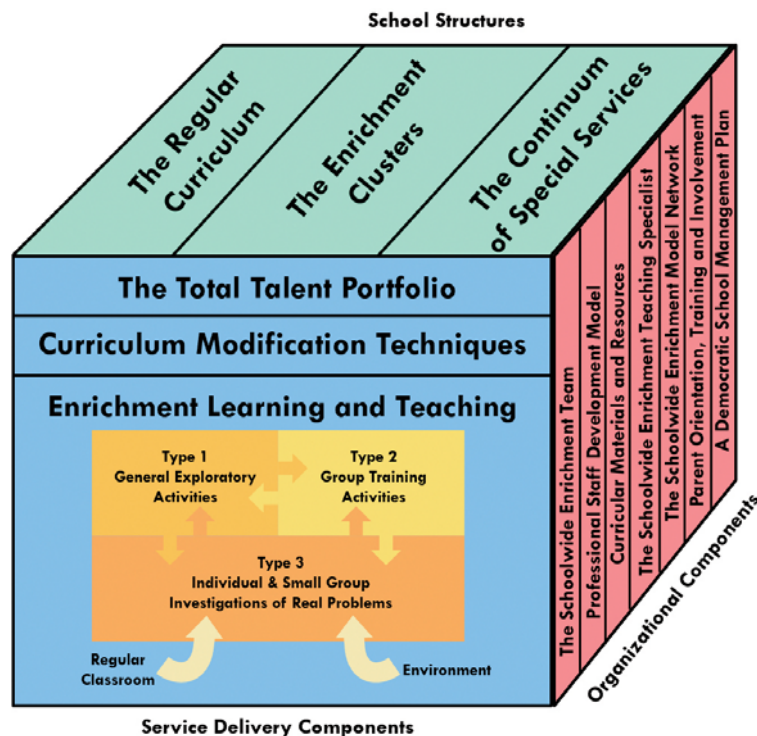 School Structures
The Regular
Curriculum
The Enrichment
Clusters
The Continuum
of Special Services
The Total Talent Portfolio
Curriculum Modification Techniques
Enrichment Learning and Teaching
Type 1
General Exploratory
Activities
Type 2
Group Training
Activities
Type 3
Individual & Small Group
Investigations of Real Problems
Regular
Classroom
Environment
Service Delivery Components
The Schoolwide Enrichment Team
Professional Staff Development Model
Curricular Materials and Resources
The Schoolwide Enrichment Teaching Specialist
The Schoolwide Enrichment Model Network
Parent Orientation, Training and Involvement
A Democratic School Management Plan
Organizational Components